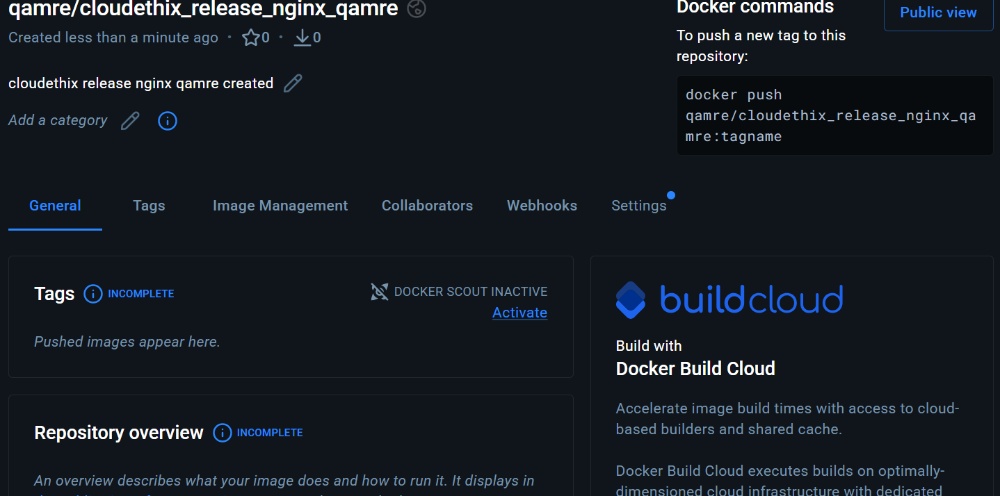 qamre/cloudethix_release_nginx_qamre
Created less than a minute ago · 0 · 0
cloudethix release nginx qamre created
Add a category
Docker commands
Public view
To push a new tag to this
repository:
docker push
qamre/cloudethix_release_nginx_qa
mre:tagname
General
Tags
Image Management
Collaborators
Webhooks
Settings
Tags
INCOMPLETE
DOCKER SCOUT INACTIVE
Activate
Pushed images appear here.
Repository overview
INCOMPLETE
An overview describes what your image does and how to run it. It displays in
buildcloud
Build with
Docker Build Cloud
Accelerate image build times with access to cloud-
based builders and shared cache.
Docker Build Cloud executes builds on optimally-
dimensioned cloud infrastructure with dedicated